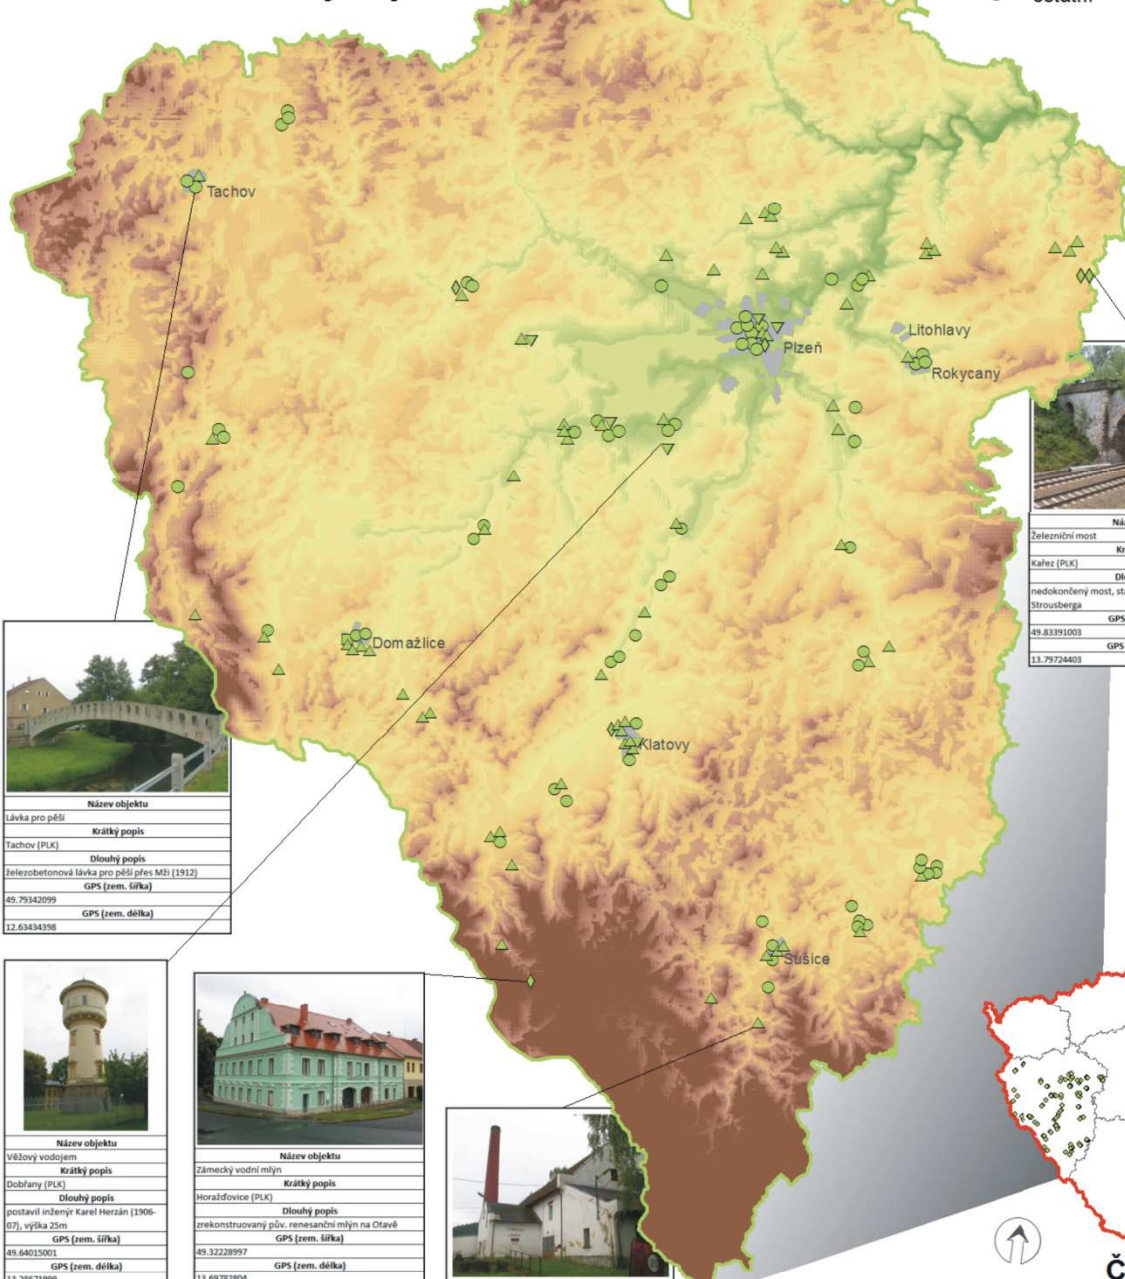 Tachov
Litohlavy
Plzeň
Rokycany
Domažlice
Klatovy
Sušice
Název objektu
Železniční most
Kařez (PLK)
nedokončený most,
Strousberga
GPS
49.83391003
GPS
13.79724403
Název objektu
Lávka pro pěší
Krátký popis
Tachov (PLK)
Dlouhý popis
železobetonová lávka pro pěší přes Mži (1912)
GPS (zem. šířka)
49.79342099
GPS (zem. délka)
12.63434398
Název objektu
Věžový vodojem
Krátký popis
Dobřany (PLK)
Dlouhý popis
postavil inženýr Karel Herzán (1906-
07), výška 25m
GPS (zem. šířka)
49.64015001
GPS (zem. délka)
Název objektu
Zámecký vodní mlýn
Krátký popis
Horažďovice (PLK)
Dlouhý popis
zrekonstruovaný pův. renesanční mlýn na Otavě
GPS (zem. šířka)
49.32228997
GPS (zem. délka)
13.69782804
Č